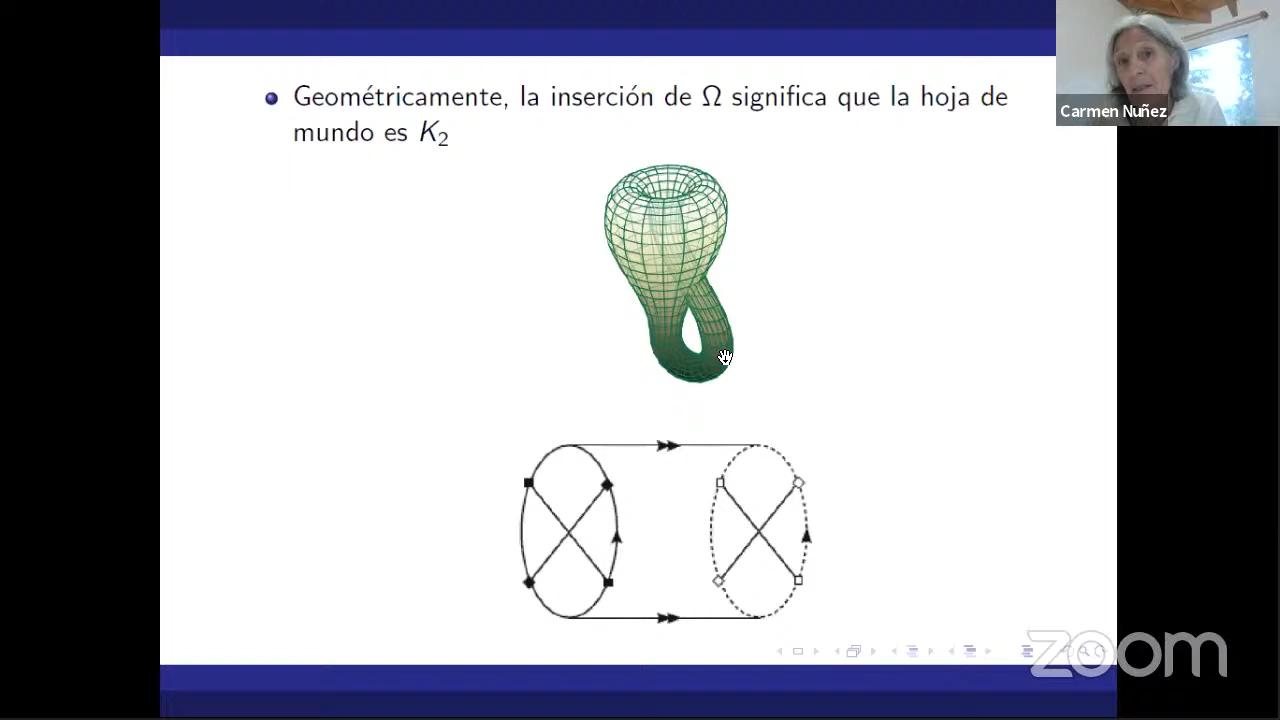 Geométricamente, la inserción de Ω significa que la hoja de
mundo es K₂
Carmen Nuñez
zoom